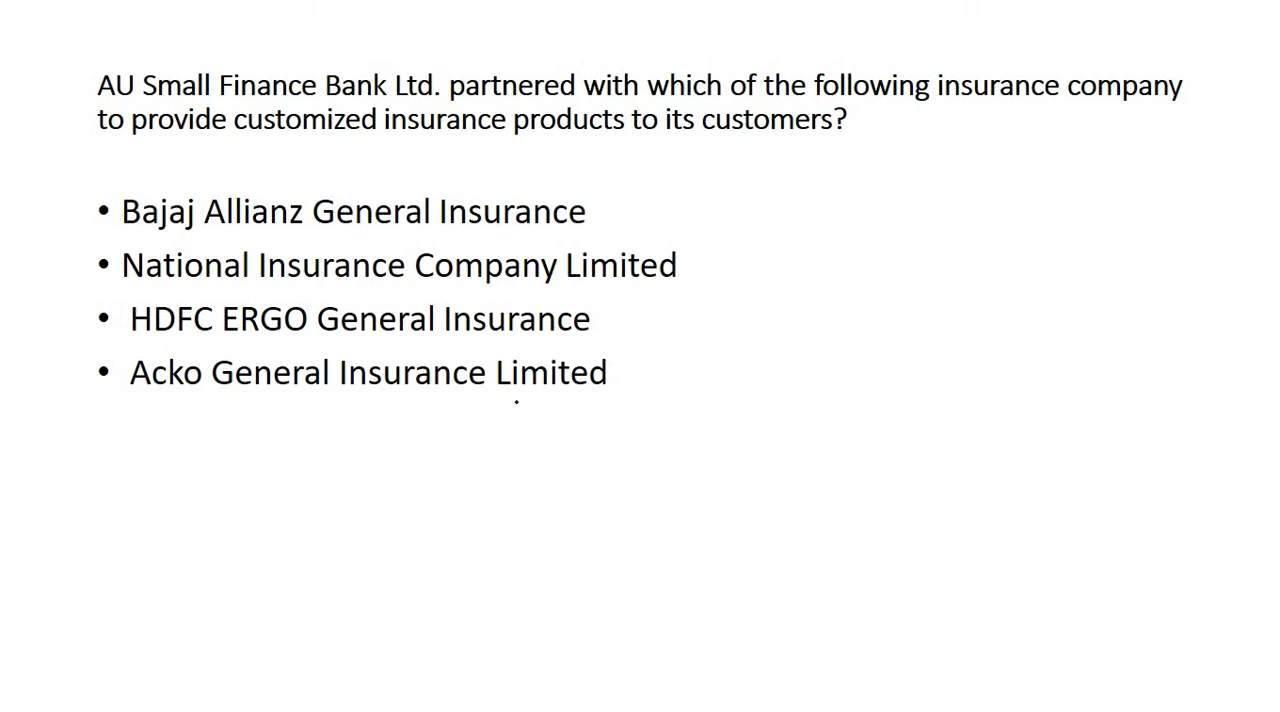 AU Small Finance Bank Ltd. partnered with which of the following insurance company
to provide customized insurance products to its customers?
• Bajaj Allianz General Insurance
• National Insurance Company Limited
• HDFC ERGO General Insurance
• Acko General Insurance Limited